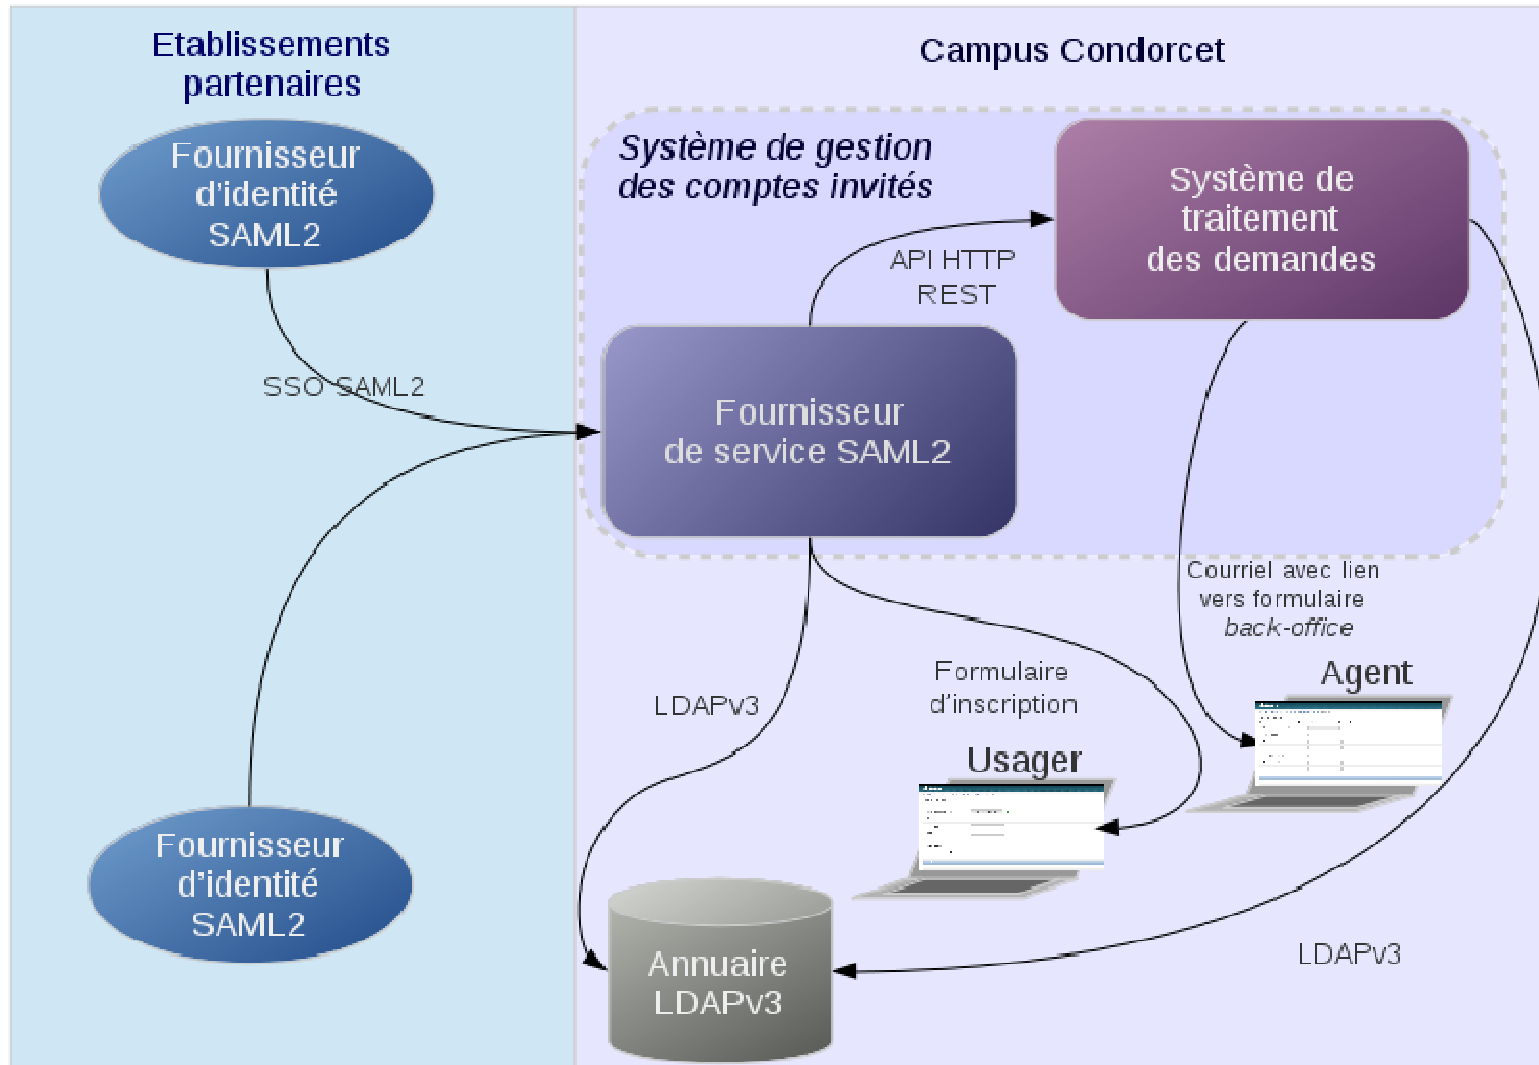 Etablissements
partenaires
Campus Condorcet
Fournisseur
d'identité
SAML2
Système de gestion
des comptes invités
Système de
traitement
des demandes
API HTTP
REST
SSO SAML2
Fournisseur
de service SAML2
Courriel avec lien
vers formulaire
back-office
Formulaire
d'inscription
Agent
LDAPv3
Usager
Fournisseur
d'identité
SAML2
Annuaire
LDAPv3
LDAPv3